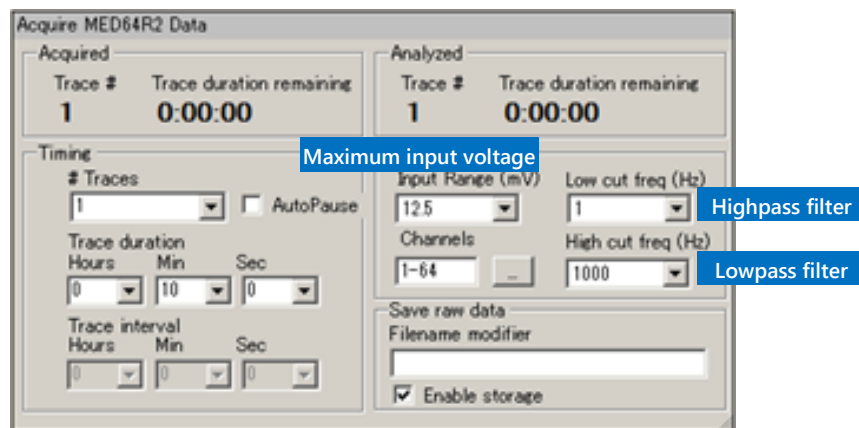 Acquire MED64R2 Data
Acquired
Trace # Trace duration remaining
1 0:00:00
Analyzed
Trace # Trace duration remaining
1 0:00:00
Timing
# Traces
1 AutoPause
Trace duration
Hours Min Sec
0 10 0
Trace interval
Hours Min Sec
0 0 0
Maximum input voltage
Input Range (mV) Low cut freq (Hz)
12.5 1 Highpass filter
Channels High cut freq (Hz)
1-64 ... 1000 Lowpass filter
Save raw data
Filename modifier
Enable storage